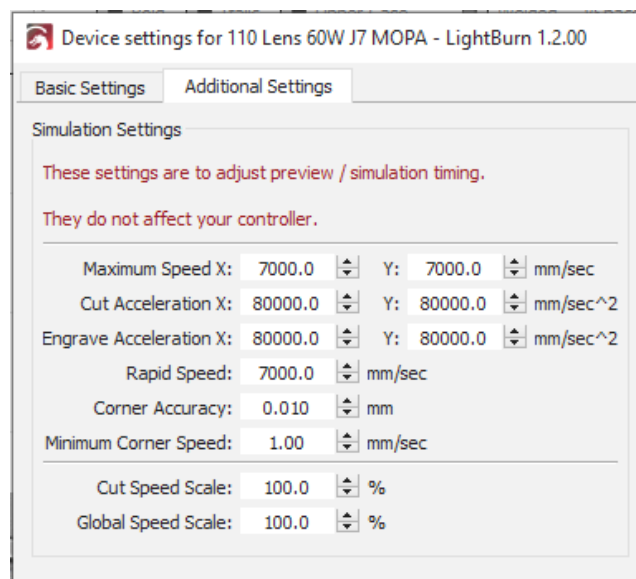 Device settings for 110 Lens 60W J7 MOPA - LightBurn 1.2.00
Basic Settings Additional Settings
Simulation Settings
These settings are to adjust preview / simulation timing.
They do not affect your controller.
Maximum Speed X: 7000.0 Y: 7000.0 mm/sec
Cut Acceleration X: 80000.0 Y: 80000.0 mm/sec^2
Engrave Acceleration X: 80000.0 Y: 80000.0 mm/sec^2
Rapid Speed: 7000.0 mm/sec
Corner Accuracy: 0.010 mm
Minimum Corner Speed: 1.00 mm/sec
Cut Speed Scale: 100.0 %
Global Speed Scale: 100.0 %